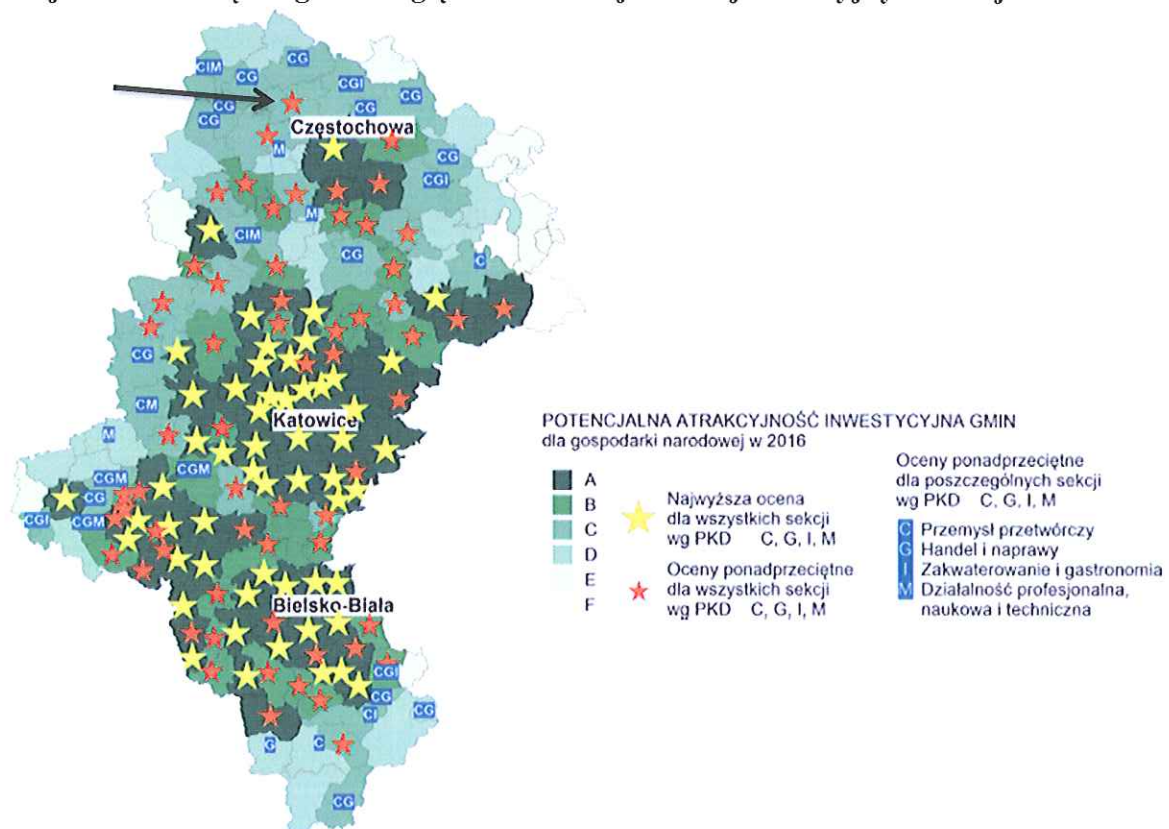 CG
CIM
CG
CGI
CG
CG
CG
CG
Częstochowa
M
CG
CGI
M
CIM
CG
C
CG
CM
Katowice
M
CGM
CGM
CG
CGI
CGM
Bielsko-Biała
CGI
CG
CI
CG
G
C
CG
POTENCJALNA ATRAKCYJNOŚĆ INWESTYCYJNA GMIN
dla gospodarki narodowej w 2016
A
B
C
D
E
F
Najwyższa ocena
dla wszystkich sekcji
wg PKD C, G, I, M
Oceny ponadprzeciętne
dla wszystkich sekcji
wg PKD C, G, I, M
Oceny ponadprzeciętne
dla poszczególnych sekcji
wg PKD C, G, I, M
C Przemysł przetwórczy
G Handel i naprawy
I Zakwaterowanie i gastronomia
M Działalność profesjonalna,
naukowa i techniczna